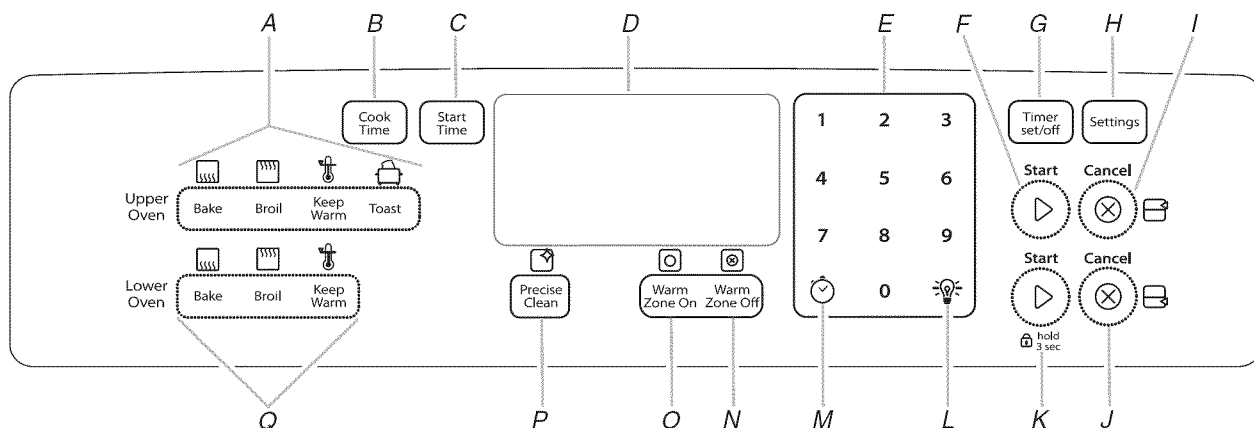 A B C D E F G H I
Cook
Time
Start
Time
1 2 3
Timer
set/off
Settings
Upper
Oven
Bake Broil Keep
Warm Toast
4 5 6
Start Cancel
7 8 9
Lower
Oven
Bake Broil Keep
Warm
Precise
Clean
Warm
Zone On
Warm
Zone Off
0
Start Cancel
hold
3 sec
Q P O N M L K J